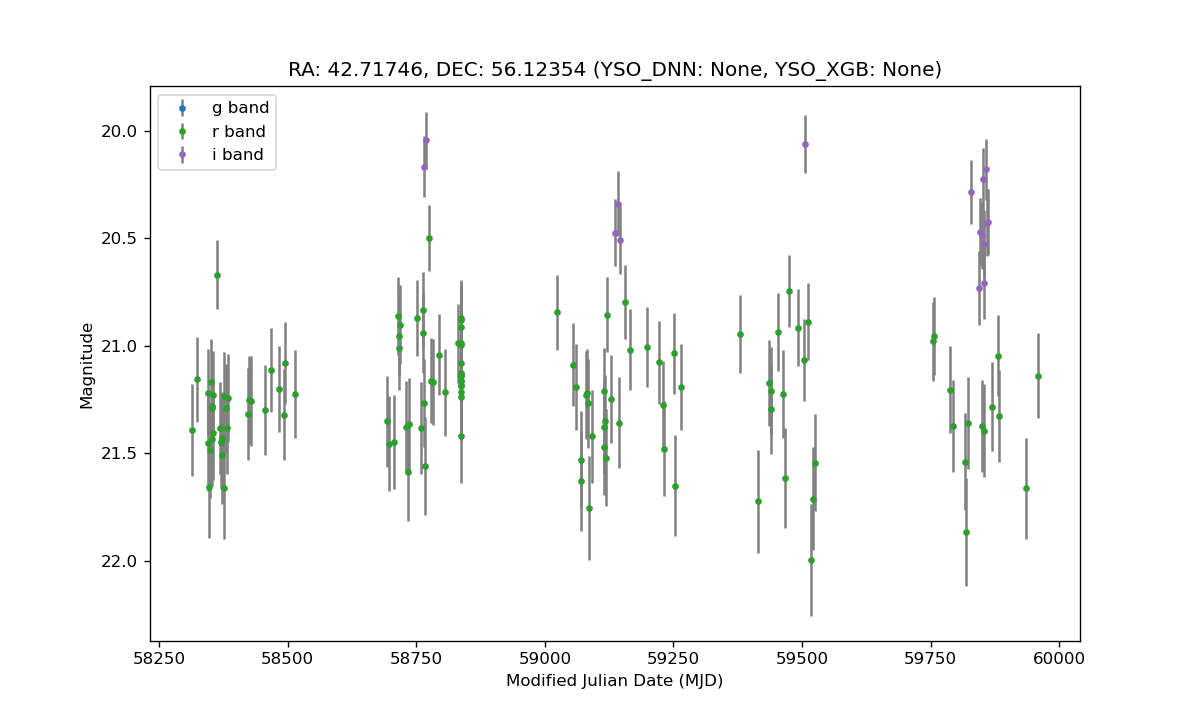 RA: 42.71746, DEC: 56.12354 (YSO_DNN: None, YSO_XGB: None)
g band
r band
i band
20.0
20.5
21.0
21.5
22.0
Magnitude
58250 58500 58750 59000 59250 59500 59750 60000
Modified Julian Date (MJD)